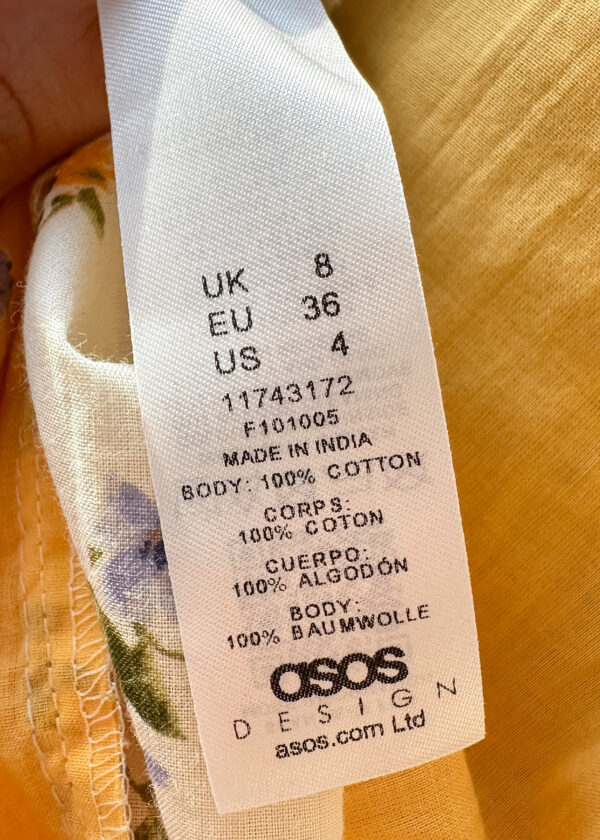 UK 8
EU 36
US 4
11743172
F101005
MADE IN INDIA
BODY: 100% COTTON
CORPS:
100% COTON
CUERPO:
100% ALGODÓN
BODY:
100% BAUMWOLLE
asos
DESIGN
asos.com Ltd